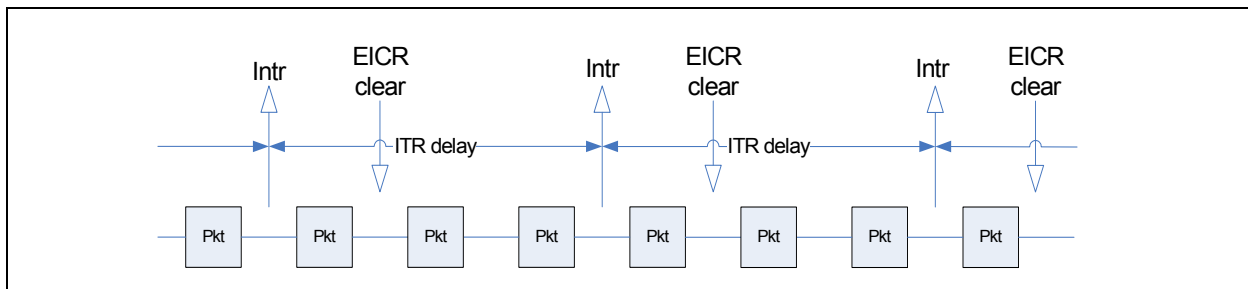 Intr
EICR
clear
Intr
EICR
clear
Intr
EICR
clear
ITR delay
ITR delay
Pkt
Pkt
Pkt
Pkt
Pkt
Pkt
Pkt
Pkt